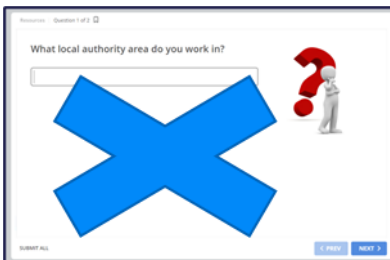 Resources | Question 1 of 2
What local authority area do you work in?
SUBMIT ALL
< PREV
NEXT >